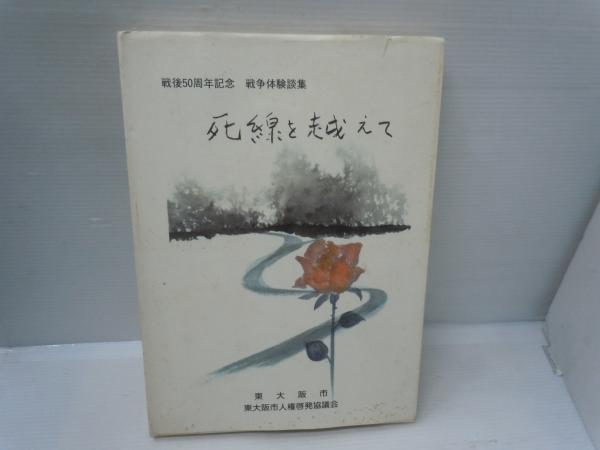 戦後50周年記念 戦争体験談集
死線を越えて
東大阪市
東大阪市人権啓発協議会